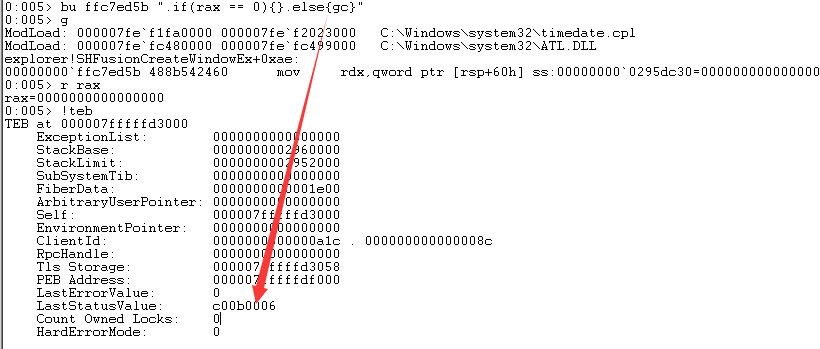 0:005> bu ffc7ed5b ".if(rax == 0){}.else{gc}"
0:005> g
ModLoad: 000007fe`f1fa0000 000007fe`f2023000   C:\Windows\system32\timedate.cpl
ModLoad: 000007fe`fc480000 000007fe`fc499000   C:\Windows\system32\ATL.DLL
explorer!SHFusionCreateWindowEx+0xae:
00000000`ffc7ed5b 488b542460      mov     rdx,qword ptr [rsp+60h] ss:00000000`0295dc30=0000000000000000
0:005> r rax
rax=0000000000000000
0:005> !teb
TEB at 000007fffffd3000
    ExceptionList:        0000000000000000
    StackBase:            0000000002960000
    StackLimit:           0000000002952000
    SubSystemTib:         0000000000000000
    FiberData:            0000000000001e00
    ArbitraryUserPointer: 0000000000000000
    Self:                 000007fffffd3000
    EnvironmentPointer:   0000000000000000
    ClientId:             0000000000000a1c . 000000000000008c
    RpcHandle:            0000000000000000
    Tls Storage:          000007fffffd3058
    PEB Address:          000007fffffdf000
    LastErrorValue:       0
    LastStatusValue:      c00b0006
    Count Owned Locks:    0
    HardErrorMode:        0